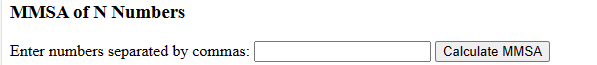 MMSA of N Numbers
Enter numbers separated by commas: Calculate MMSA